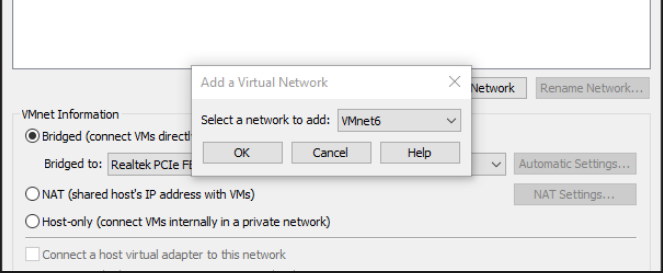 Add a Virtual Network
Network
Rename Network...
Select a network to add: VMnet6
VMnet Information
Bridged (connect VMs directl
OK Cancel Help
Bridged to: Realtek PCIe FE
Automatic Settings...
NAT (shared host's IP address with VMs)
NAT Settings...
Host-only (connect VMs internally in a private network)
Connect a host virtual adapter to this network